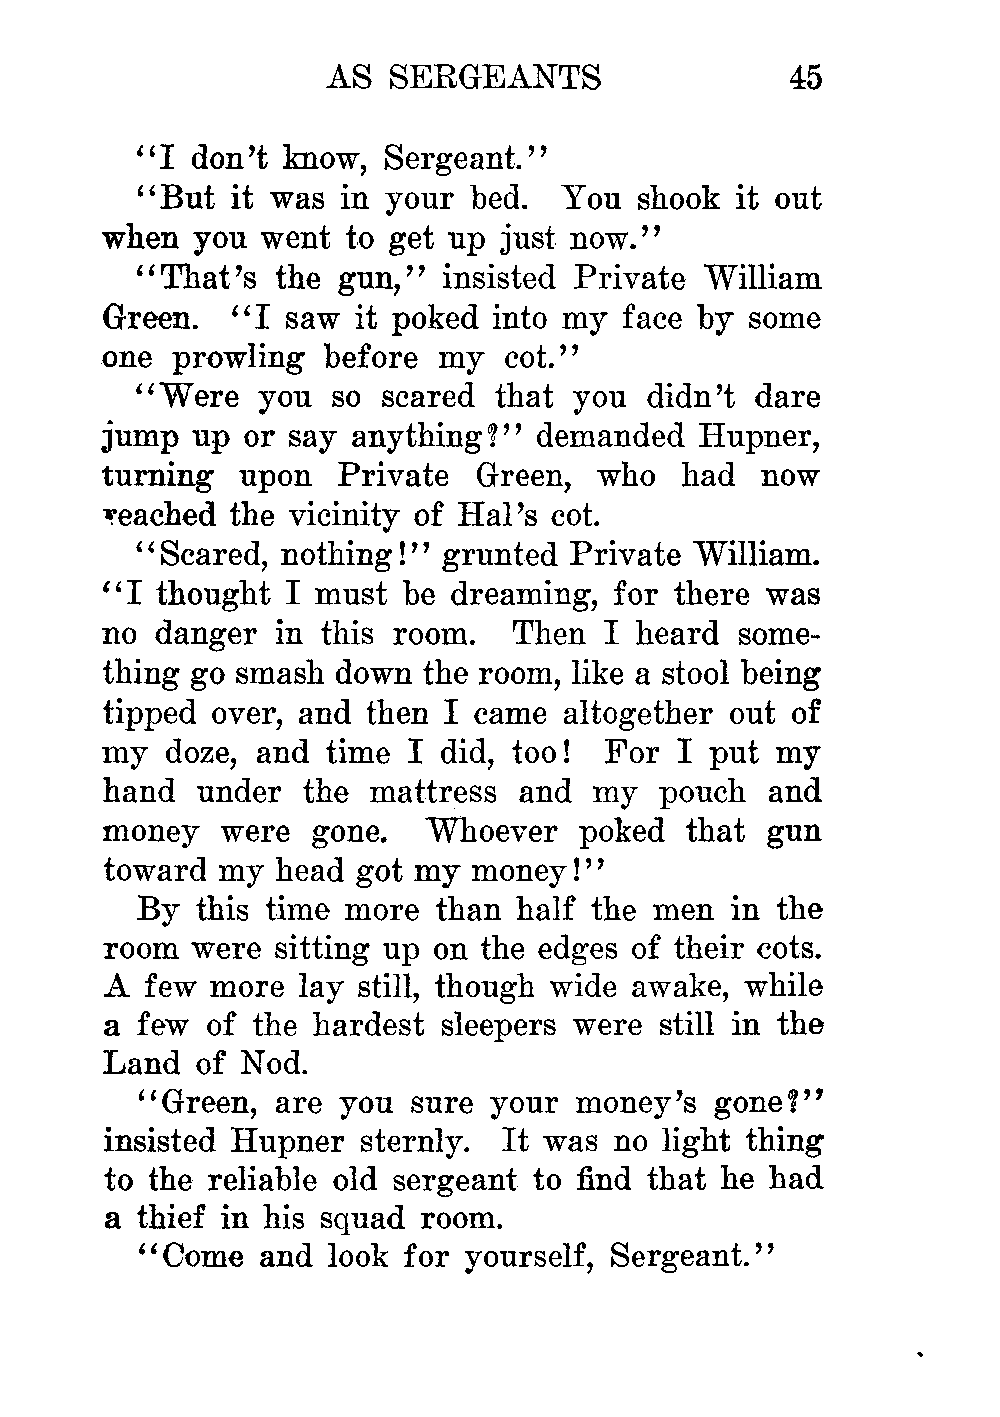 AS SERGEANTS 45
"I don't know, Sergeant."
"But it was in your bed. You shook it out
when you went to get up just now."
"That's the gun," insisted Private William
Green. "I saw it poked into my face by some
one prowling before my cot."
"Were you so scared that you didn't dare
jump up or say anything?" demanded Hupner,
turning upon Private Green, who had now
reached the vicinity of Hal's cot.
"Scared, nothing!" grunted Private William.
"I thought I must be dreaming, for there was
no danger in this room. Then I heard some-
thing go smash down the room, like a stool being
tipped over, and then I came altogether out of
my doze, and time I did, too! For I put my
hand under the mattress and my pouch and
money were gone. Whoever poked that gun
toward my head got my money!"
By this time more than half the men in the
room were sitting up on the edges of their cots.
A few more lay still, though wide awake, while
a few of the hardest sleepers were still in the
Land of Nod.
"Green, are you sure your money's gone?"
insisted Hupner sternly. It was no light thing
to the reliable old sergeant to find that he had
a thief in his squad room.
"Come and look for yourself, Sergeant."